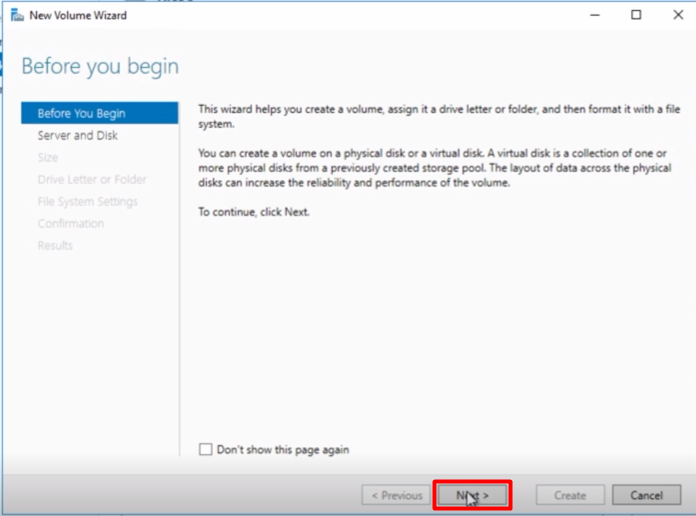 New Volume Wizard
Before you begin
Before You Begin
Server and Disk
Size
Drive Letter or Folder
File System Settings
Confirmation
Results
This wizard helps you create a volume, assign it a drive letter or folder, and then format it with a file
system.
You can create a volume on a physical disk or a virtual disk. A virtual disk is a collection of one or
more physical disks from a previously created storage pool. The layout of data across the physical
disks can increase the reliability and performance of the volume.
To continue, click Next.
Don't show this page again
< Previous
Next >
Create
Cancel